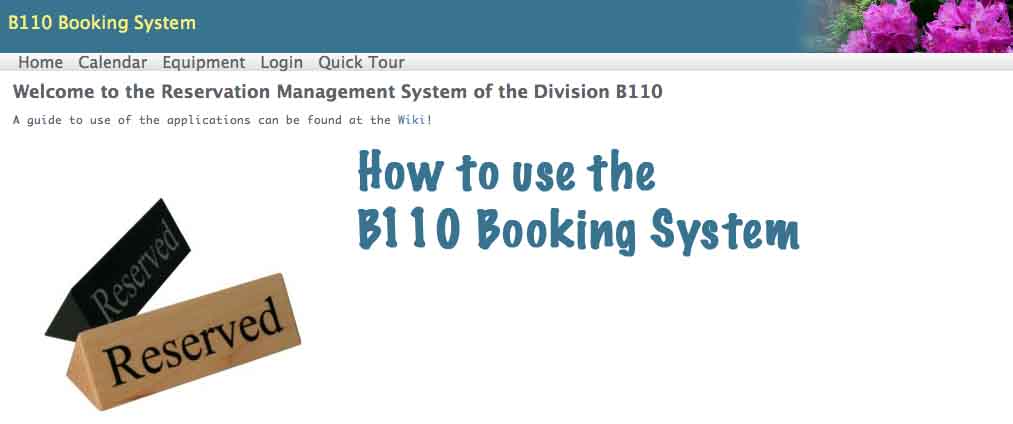 B110 Booking System
Home Calendar Equipment Login Quick Tour
Welcome to the Reservation Management System of the Division B110
A guide to use of the applications can be found at the Wiki!
How to use the
B110 Booking System
Reserved
Reserved